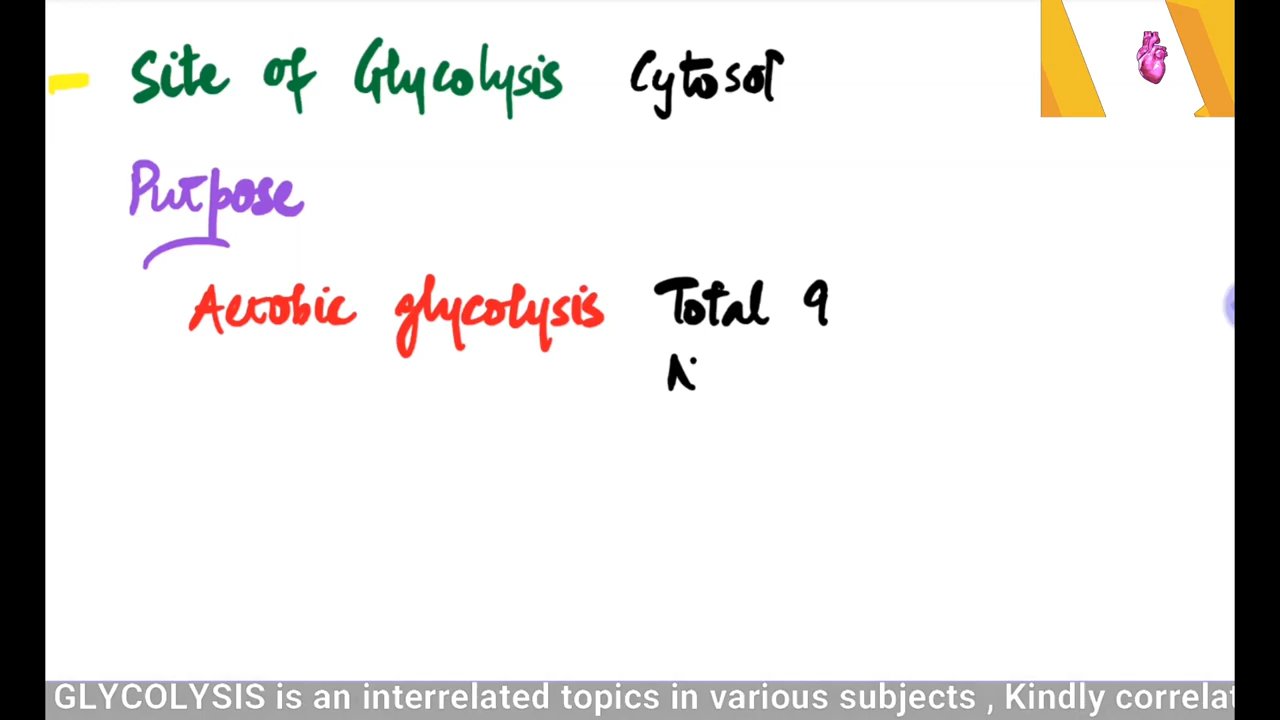 Site of Glycolysis Cytosol
Purpose
Aerobic glycolysis Total 9
GLYCOLYSIS is an interrelated topics in various subjects , Kindly correlat